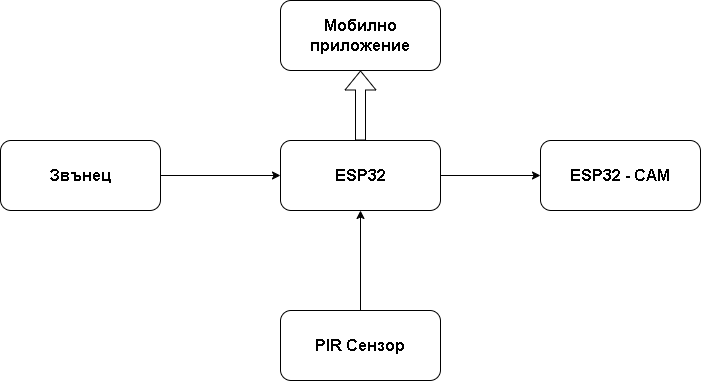 Мобилно
приложение
Звънец
ESP32
ESP32 - CAM
PIR Сензор